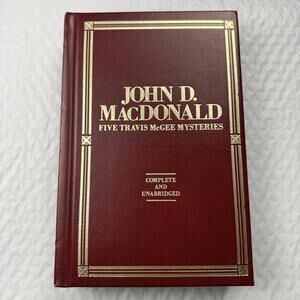 JOHN D.
MACDONALD
FIVE TRAVIS McGEE MYSTERIES
COMPLETE
AND
UNABRIDGED